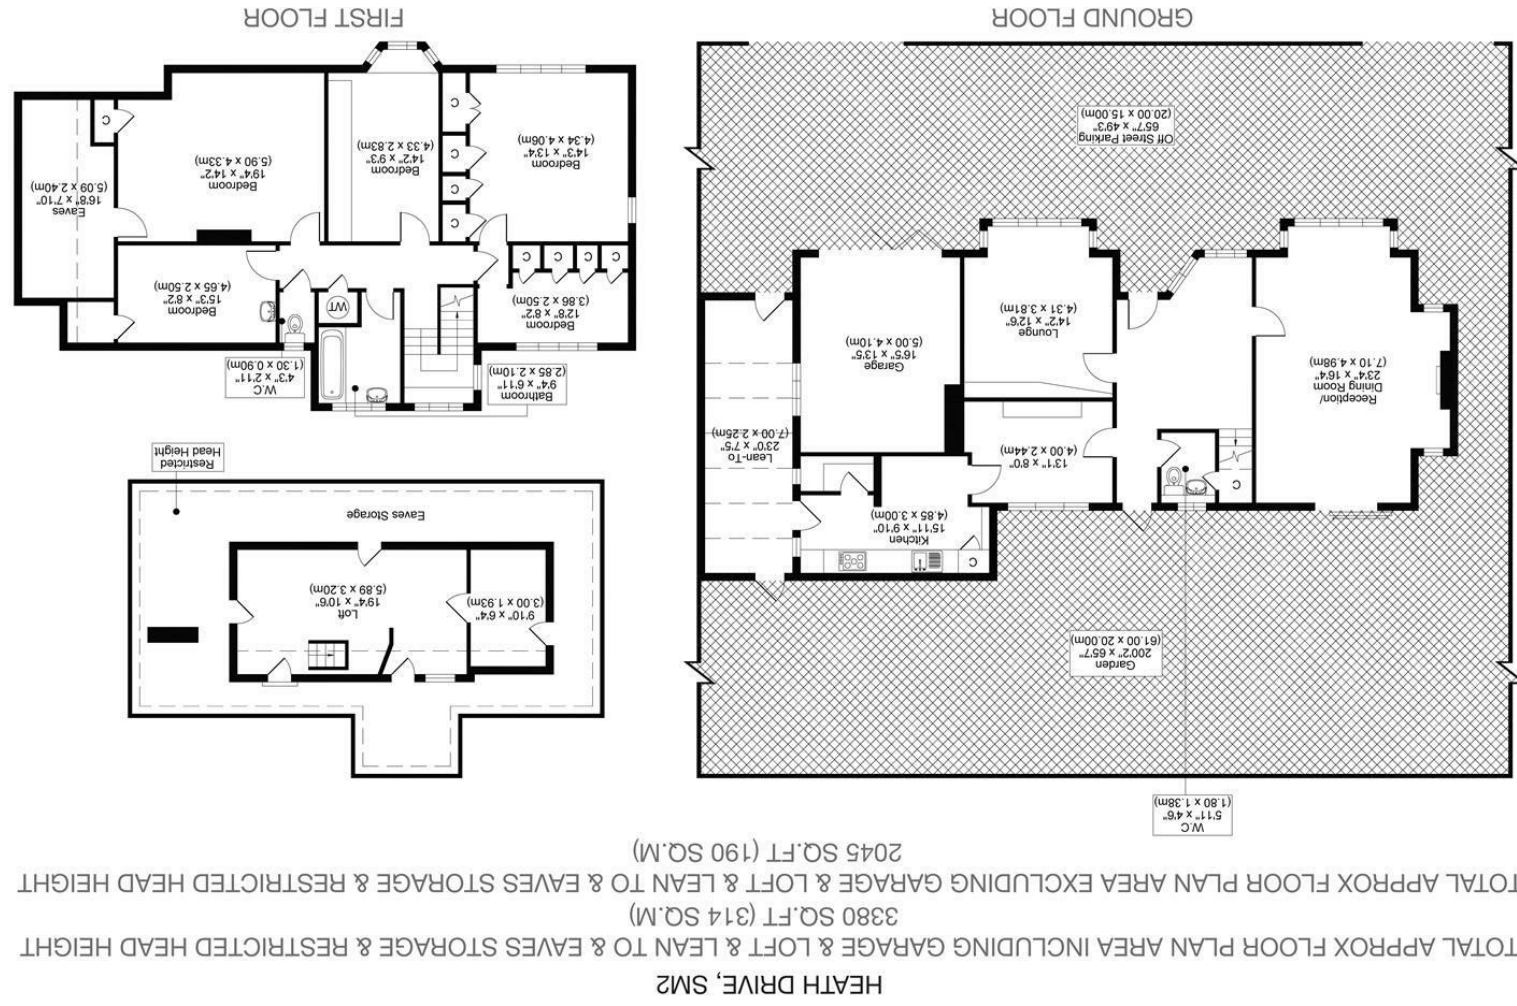 HEATH DRIVE, SM2
TOTAL APPROX FLOOR PLAN AREA INCLUDING GARAGE & LOFT & LEAN TO & EAVES STORAGE & RESTRICTED HEAD HEIGHT
3380 SQ.FT (314 SQ.M)
TOTAL APPROX FLOOR PLAN AREA EXCLUDING GARAGE & LOFT & LEAN TO & EAVES STORAGE & RESTRICTED HEAD HEIGHT
2045 SQ.FT (190 SQ.M)
W.C
5'11" x 4'6"
(1.80 x 1.38m)
Garden
200'2" x 65'7"
(61.00 x 20.00m)
C
Kitchen
15'11" x 9'10"
(4.85 x 3.00m)
C
13'1" x 8'0"
(4.00 x 2.44m)
Lean-To
23'0" x 7'5"
(7.00 x 2.25m)
Reception/
Dining Room
23'4" x 16'4"
(7.10 x 4.98m)
Lounge
14'2" x 12'6"
(4.31 x 3.81m)
Garage
16'5" x 13'5"
(5.00 x 4.10m)
Off Street Parking
65'7" x 49'3"
(20.00 x 15.00m)
GROUND FLOOR
Eaves Storage
Restricted
Head Height
9'10" x 6'4"
(3.00 x 1.93m)
Loft
19'4" x 10'6"
(5.89 x 3.20m)
Bathroom
9'4" x 6'11"
(2.85 x 2.10m)
W.C
4'3" x 2'11"
(1.30 x 0.90m)
Bedroom
12'8" x 8'2"
(3.86 x 2.50m)
WT
Bedroom
15'3" x 8'2"
(4.65 x 2.50m)
C
C
C
C
C
C
C
C
Bedroom
14'3" x 13'4"
(4.34 x 4.06m)
Bedroom
14'2" x 9'3"
(4.33 x 2.83m)
Bedroom
19'4" x 14'2"
(5.90 x 4.33m)
Eaves
16'8" x 7'10"
(5.09 x 2.40m)
C
FIRST FLOOR